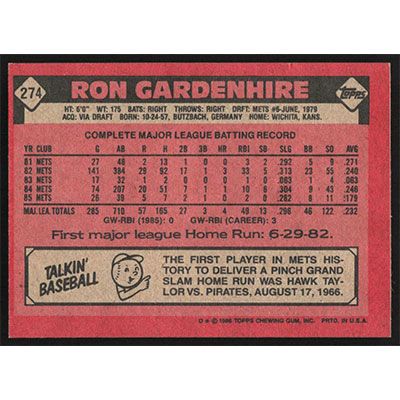 274
RON GARDENHIRE
TOPPS
HT: 6'0" WT: 175 BATS: RIGHT THROWS: RIGHT DRFT: METS #6-JUNE, 1979
ACQ: VIA DRAFT BORN: 10-24-57, BUTZBACH, GERMANY HOME: WICHITA, KANS.
COMPLETE MAJOR LEAGUE BATTING RECORD
YR CLUB G AB R H 2B 3B HR RBI SB SLG BB SO AVG
81 METS 27 48 2 13 1 0 0 3 2 .292 5 9 .271
82 METS 141 384 29 92 17 1 3 33 5 .313 23 55 .240
83 METS 17 32 1 2 0 0 0 1 0 .063 1 4 .063
84 METS 74 207 20 51 7 1 1 10 6 .304 9 43 .246
85 METS 26 39 5 7 2 1 0 2 0 .282 8 11 .179
MAJ. LEA. TOTALS 285 710 57 165 27 3 4 49 13 .296 46 122 .232
GW-RBI (1985): 0 GW-RBI (CAREER): 3
First major league Home Run: 6-29-82.
TALKIN' BASEBALL
THE FIRST PLAYER IN METS HIS-
TORY TO DELIVER A PINCH GRAND
SLAM HOME RUN WAS HAWK TAY-
LOR VS. PIRATES, AUGUST 17, 1966.
© 1986 TOPPS CHEWING GUM, INC. PRTD. IN U.S.A.